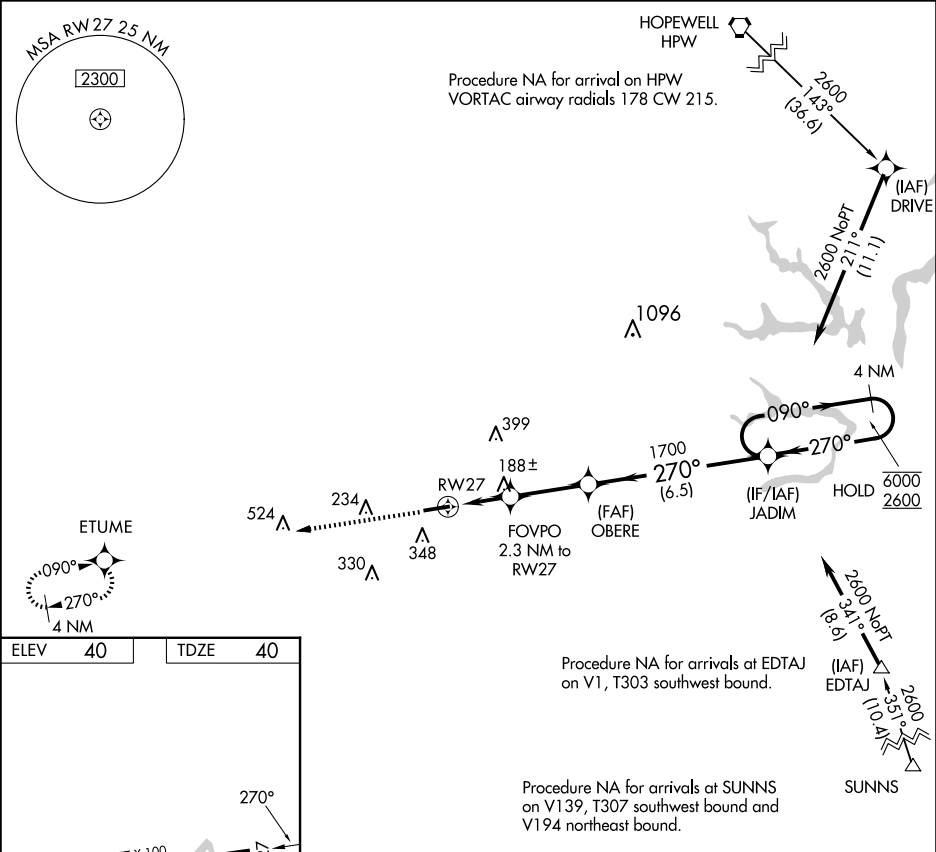 MSA RW27 25 NM
2300
HOPEWELL
HPW
Procedure NA for arrival on HPW
VORTAC airway radials 178 CW 215.
2600
143°
(36.6)
(IAF)
DRIVE
2600 NoPT
211°
(11.1)
1096
4 NM
090°
270°
HOLD
6000
2600
(IF/IAF)
JADIM
1700
270°
(6.5)
399
188±
RW27
(FAF)
OBERE
FOVPO
2.3 NM to
RW27
234
524
348
330
ETUME
090°
270°
4 NM
2600 NoPT
341°
(8.6)
(IAF)
EDTAJ
Procedure NA for arrivals at EDTAJ
on V1, T303 southwest bound.
2600
351°
(10.4)
SUNNS
Procedure NA for arrivals at SUNNS
on V139, T307 southwest bound and
V194 northeast bound.
ELEV 40
TDZE 40
270°
X 100